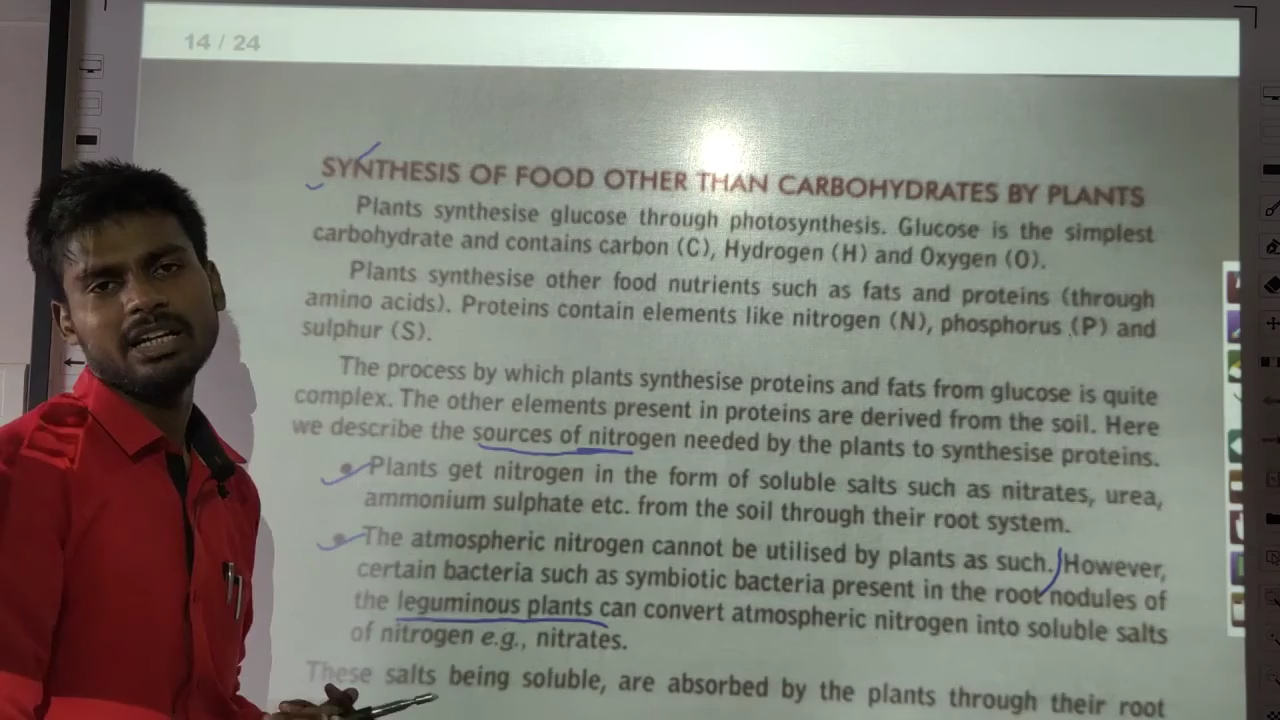 14 / 24
SYNTHESIS OF FOOD OTHER THAN CARBOHYDRATES BY PLANTS
Plants synthesise glucose through photosynthesis. Glucose is the simplest
carbohydrate and contains carbon (C), Hydrogen (H) and Oxygen (O).
Plants synthesise other food nutrients such as fats and proteins (through
amino acids). Proteins contain elements like nitrogen (N), phosphorus (P) and
sulphur (S).
The process by which plants synthesise proteins and fats from glucose is quite
complex. The other elements present in proteins are derived from the soil. Here
we describe the sources of nitrogen needed by the plants to synthesise proteins.
• Plants get nitrogen in the form of soluble salts such as nitrates, urea,
ammonium sulphate etc. from the soil through their root system.
• The atmospheric nitrogen cannot be utilised by plants as such. However,
certain bacteria such as symbiotic bacteria present in the root nodules of
the leguminous plants can convert atmospheric nitrogen into soluble salts
of nitrogen e.g., nitrates.
These salts being soluble, are absorbed by the plants through their root